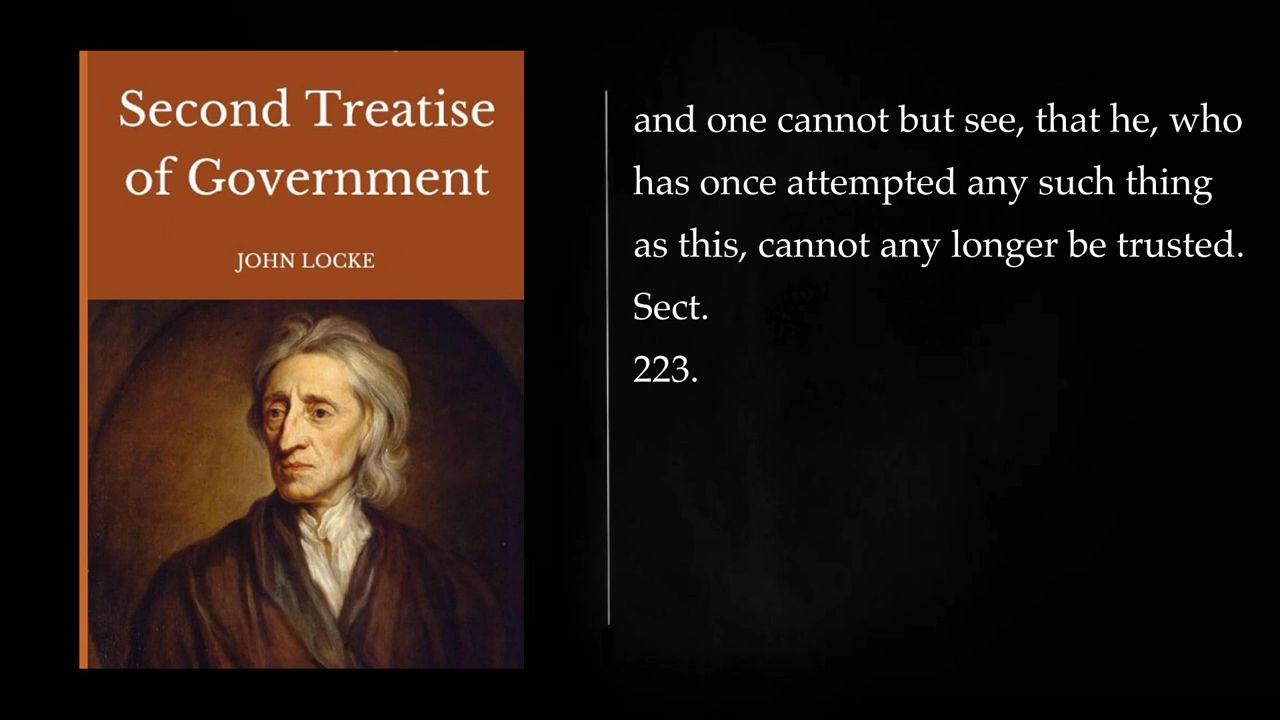 Second Treatise
of Government
JOHN LOCKE
and one cannot but see, that he, who
has once attempted any such thing
as this, cannot any longer be trusted.
Sect.
223.